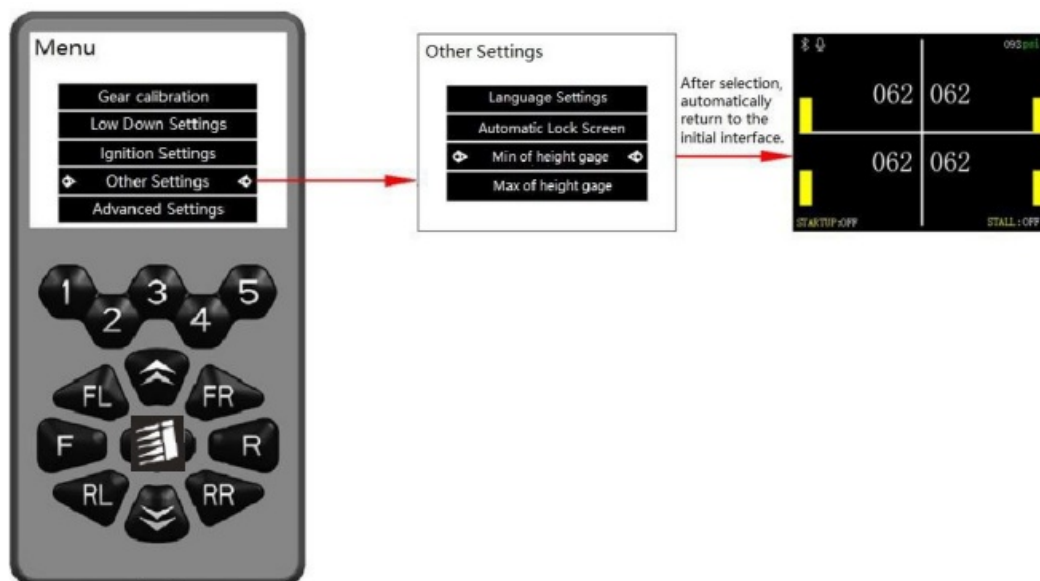 Menu
Gear calibration
Low Down Settings
Ignition Settings
Other Settings
Advanced Settings
1
2
3
4
5
FL
FR
F
R
RL
RR
Other Settings
Language Settings
Automatic Lock Screen
Min of height gage
Max of height gage
After selection,
automatically
return to the
initial interface.
093psi
062 062
062 062
STARTUP:OFF STALL:OFF